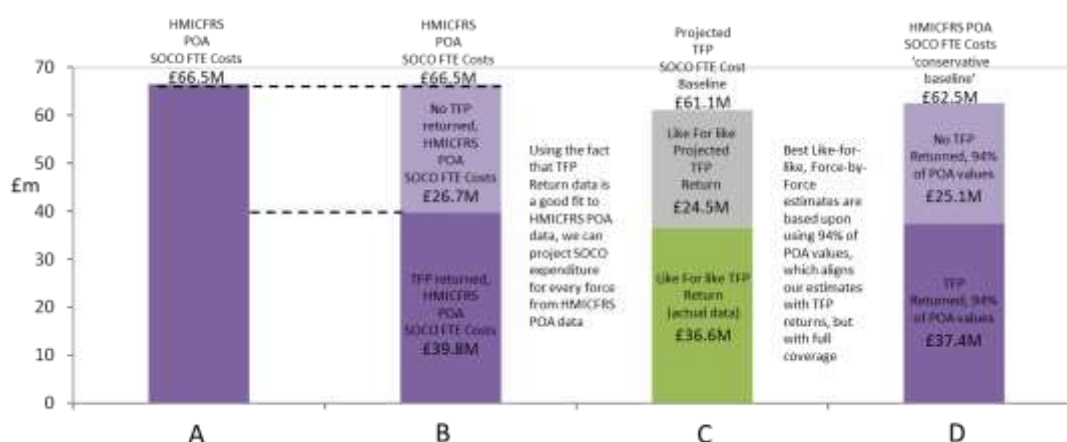 HMICFRS
POA
SOCO FTE Costs
£66.5M
HMICFRS
POA
SOCO FTE Costs
£66.5M
Projected
TFP
SOCO FTE Cost
Baseline
£61.1M
HMICFRS POA
SOCO FTE Costs
'conservative
baseline'
£62.5M
70
60
50
£m
40
30
20
10
0
No TFP
returned,
HMICFRS
POA
SOCO FTE Costs
£26.7M
TFP returned,
HMICFRS
POA
SOCO FTE Costs
£39.8M
Using the fact
that TFP
Return data is
a good fit to
HMICFRS POA
data, we can
project SOCO
expenditure
for every force
from HMICFRS
POA data
Like For like
Projected
TFP
Return
£24.5M
Like For like TFP
Return
(actual data)
£36.6M
Best Like-for-
like, Force-by-
Force
estimates are
based upon
using 94% of
POA values,
which aligns
our estimates
with TFP
returns, but
with full
coverage
No TFP
Returned, 94%
of POA values
£25.1M
TFP
Returned, 94%
of POA values
£37.4M
A
B
C
D